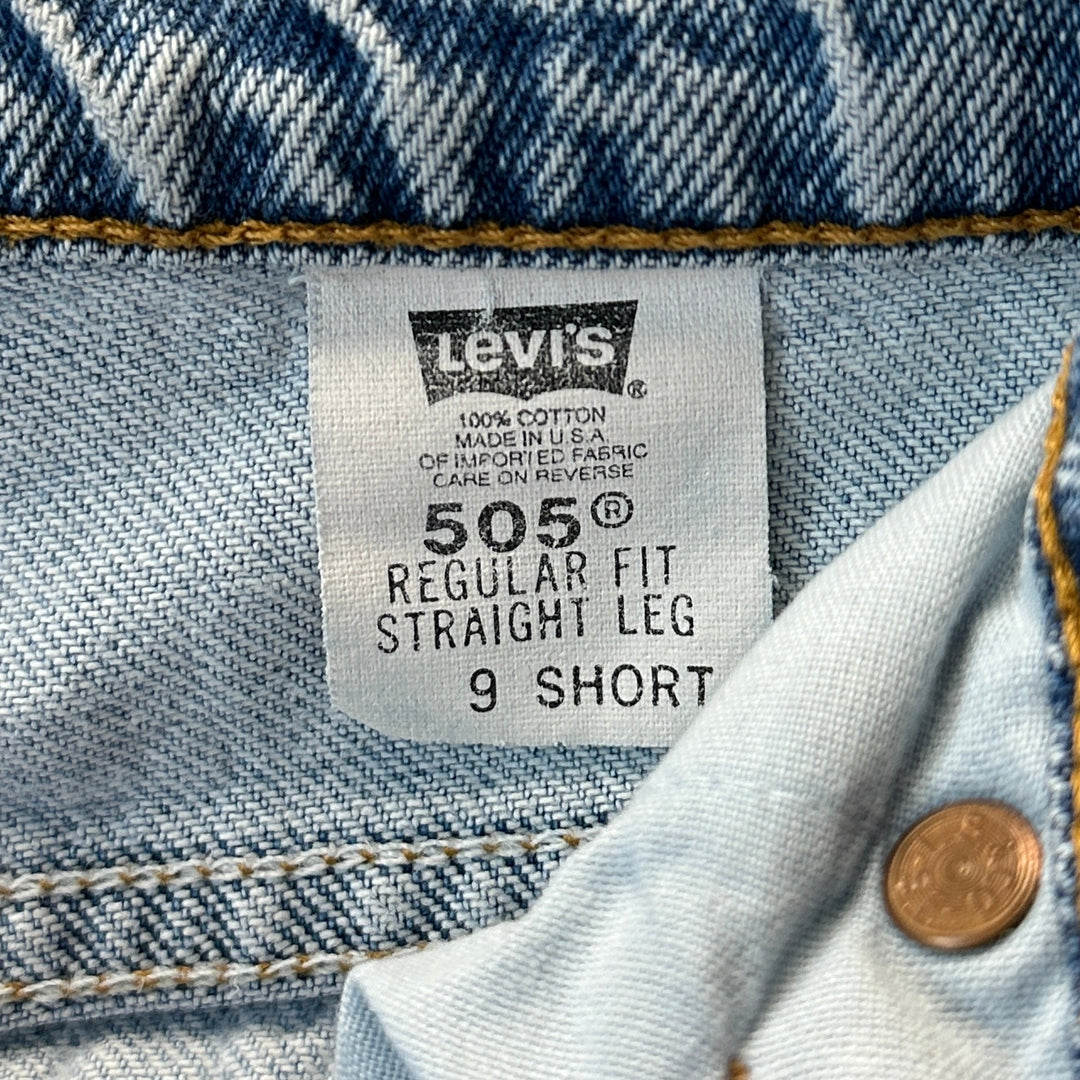 Levi's®
100% COTTON
MADE IN U.S.A.
OF IMPORTED FABRIC
CARE ON REVERSE
505®
REGULAR FIT
STRAIGHT LEG
9 SHORT